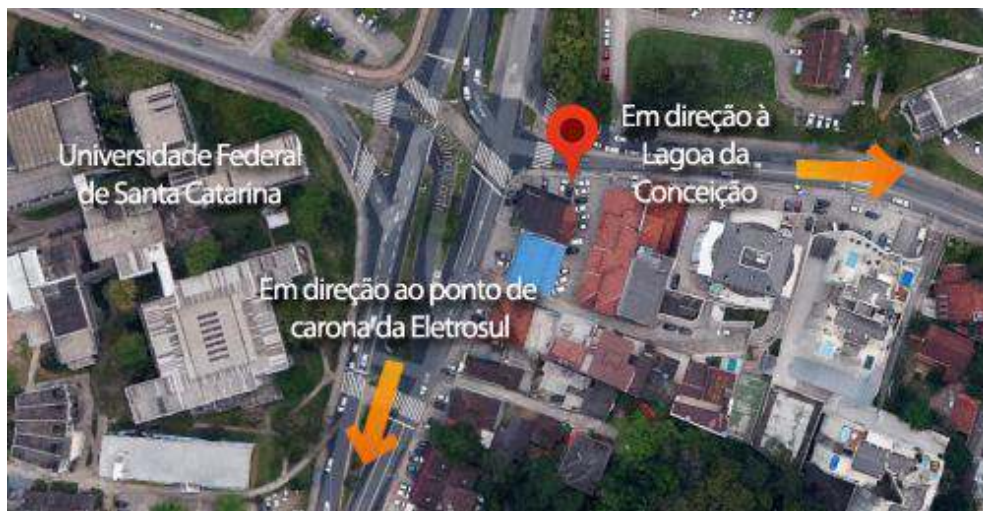 Universidade Federal
de Santa Catarina
Em direção à
Lagoa da
Conceição
Em direção ao ponto de
carona da Eletrosul